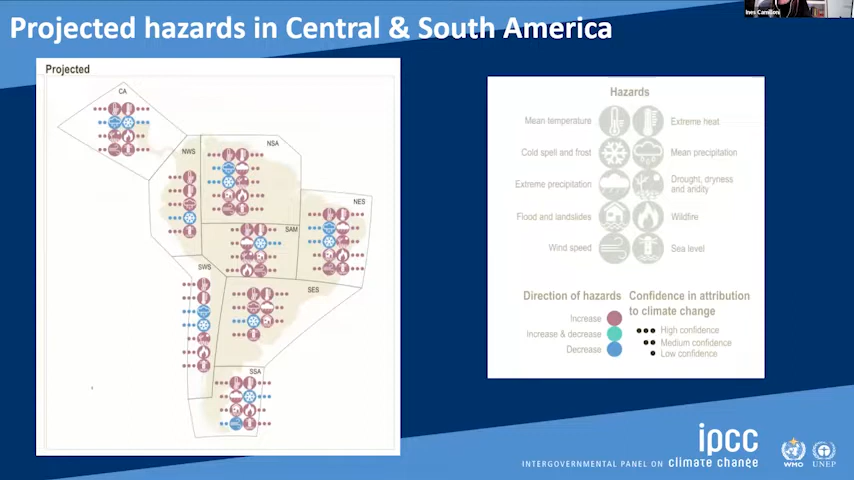 Ines Camilloni
Projected hazards in Central & South America
Projected
CA
NWS
NSA
NES
SAM
SWS
SES
SSA
Hazards
Mean temperature
Extreme heat
Cold spell and frost
Mean precipitation
Extreme precipitation
Drought, dryness
and aridity
Flood and landslides
Wildfire
Wind speed
Sea level
Direction of hazards
Increase
Increase & decrease
Decrease
Confidence in attribution
to climate change
High confidence
Medium confidence
Low confidence
ipcc
INTERGOVERNMENTAL PANEL ON climate change
WMO
UNEP